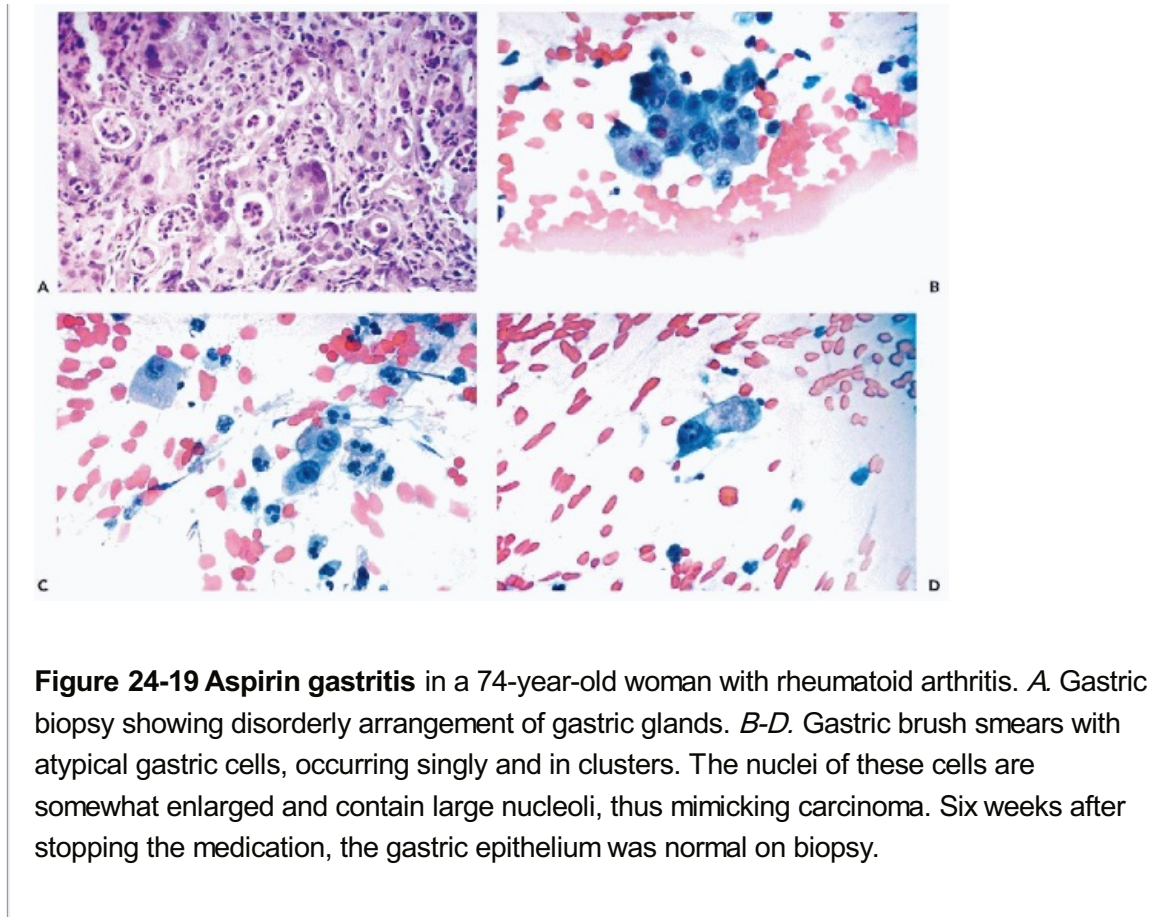 A
B
C
D
Figure 24-19 Aspirin gastritis in a 74-year-old woman with rheumatoid arthritis. A. Gastric
biopsy showing disorderly arrangement of gastric glands. B-D. Gastric brush smears with
atypical gastric cells, occurring singly and in clusters. The nuclei of these cells are
somewhat enlarged and contain large nucleoli, thus mimicking carcinoma. Six weeks after
stopping the medication, the gastric epithelium was normal on biopsy.